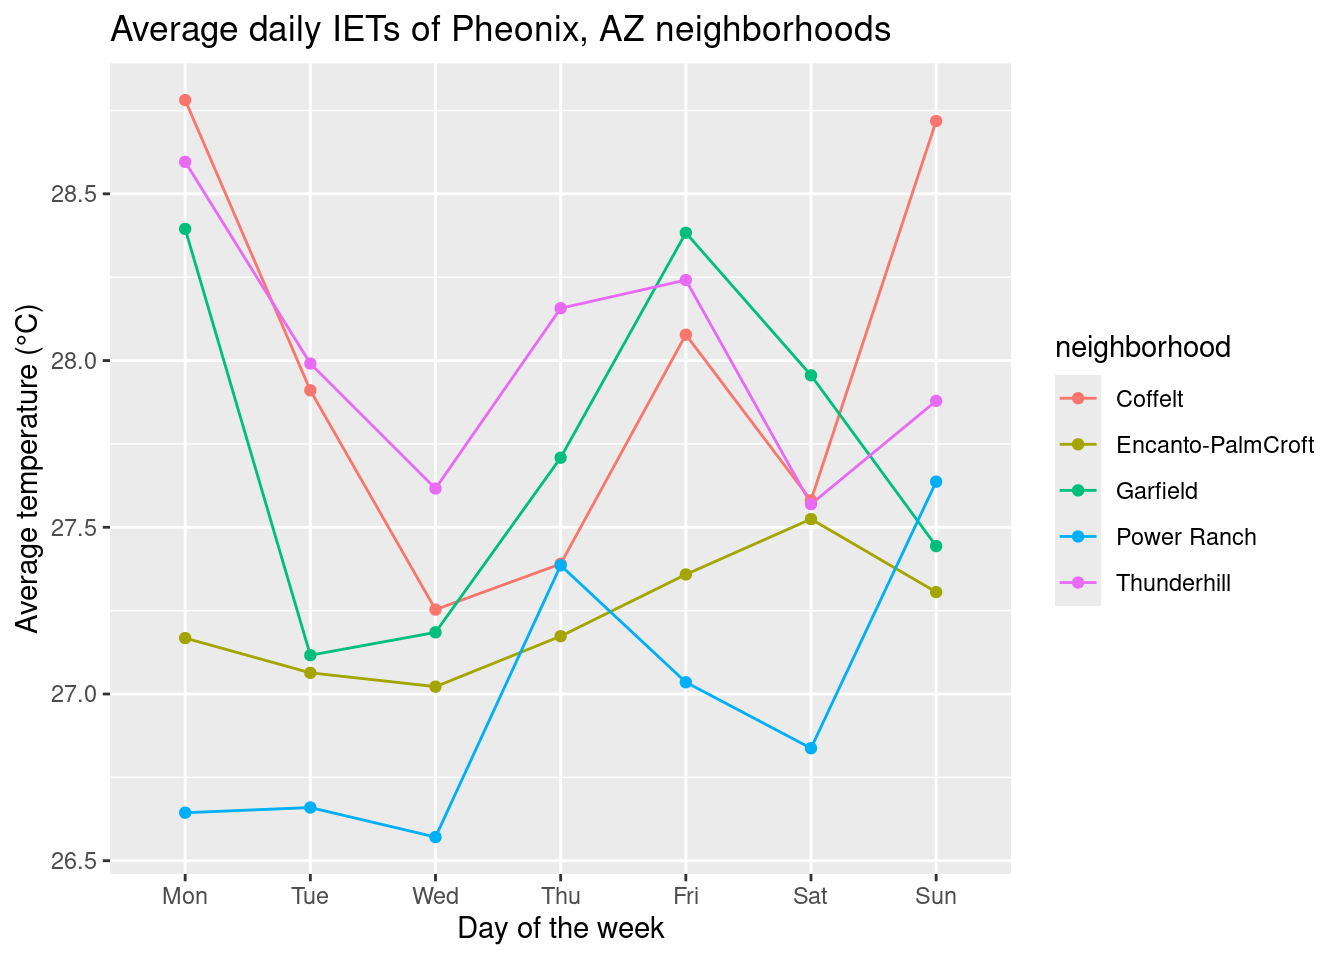 Average daily IETs of Pheonix, AZ neighborhoods
Average temperature (°C)
28.5
28.0
27.5
27.0
26.5
Mon Tue Wed Thu Fri Sat Sun
Day of the week
neighborhood
Coffelt
Encanto-PalmCroft
Garfield
Power Ranch
Thunderhill